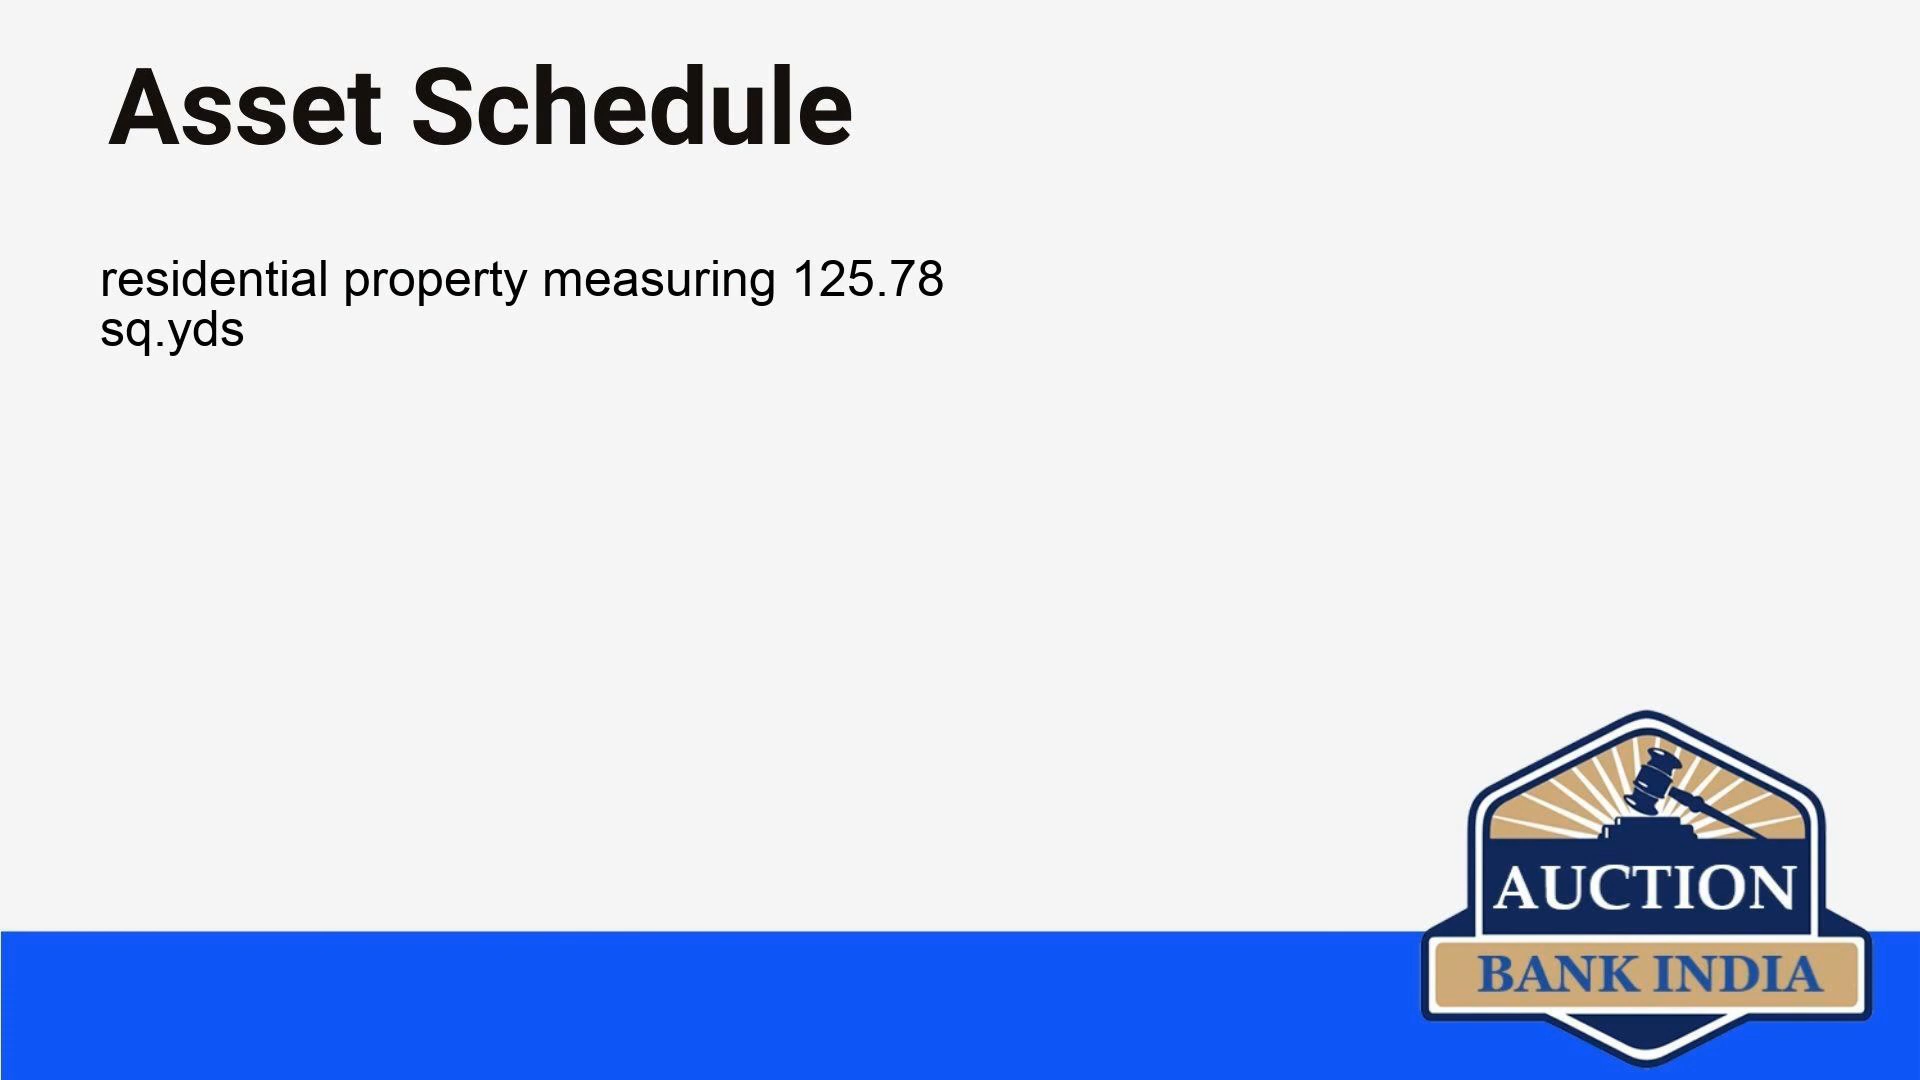 Asset Schedule
residential property measuring 125.78
sq.yds
AUCTION
BANK INDIA